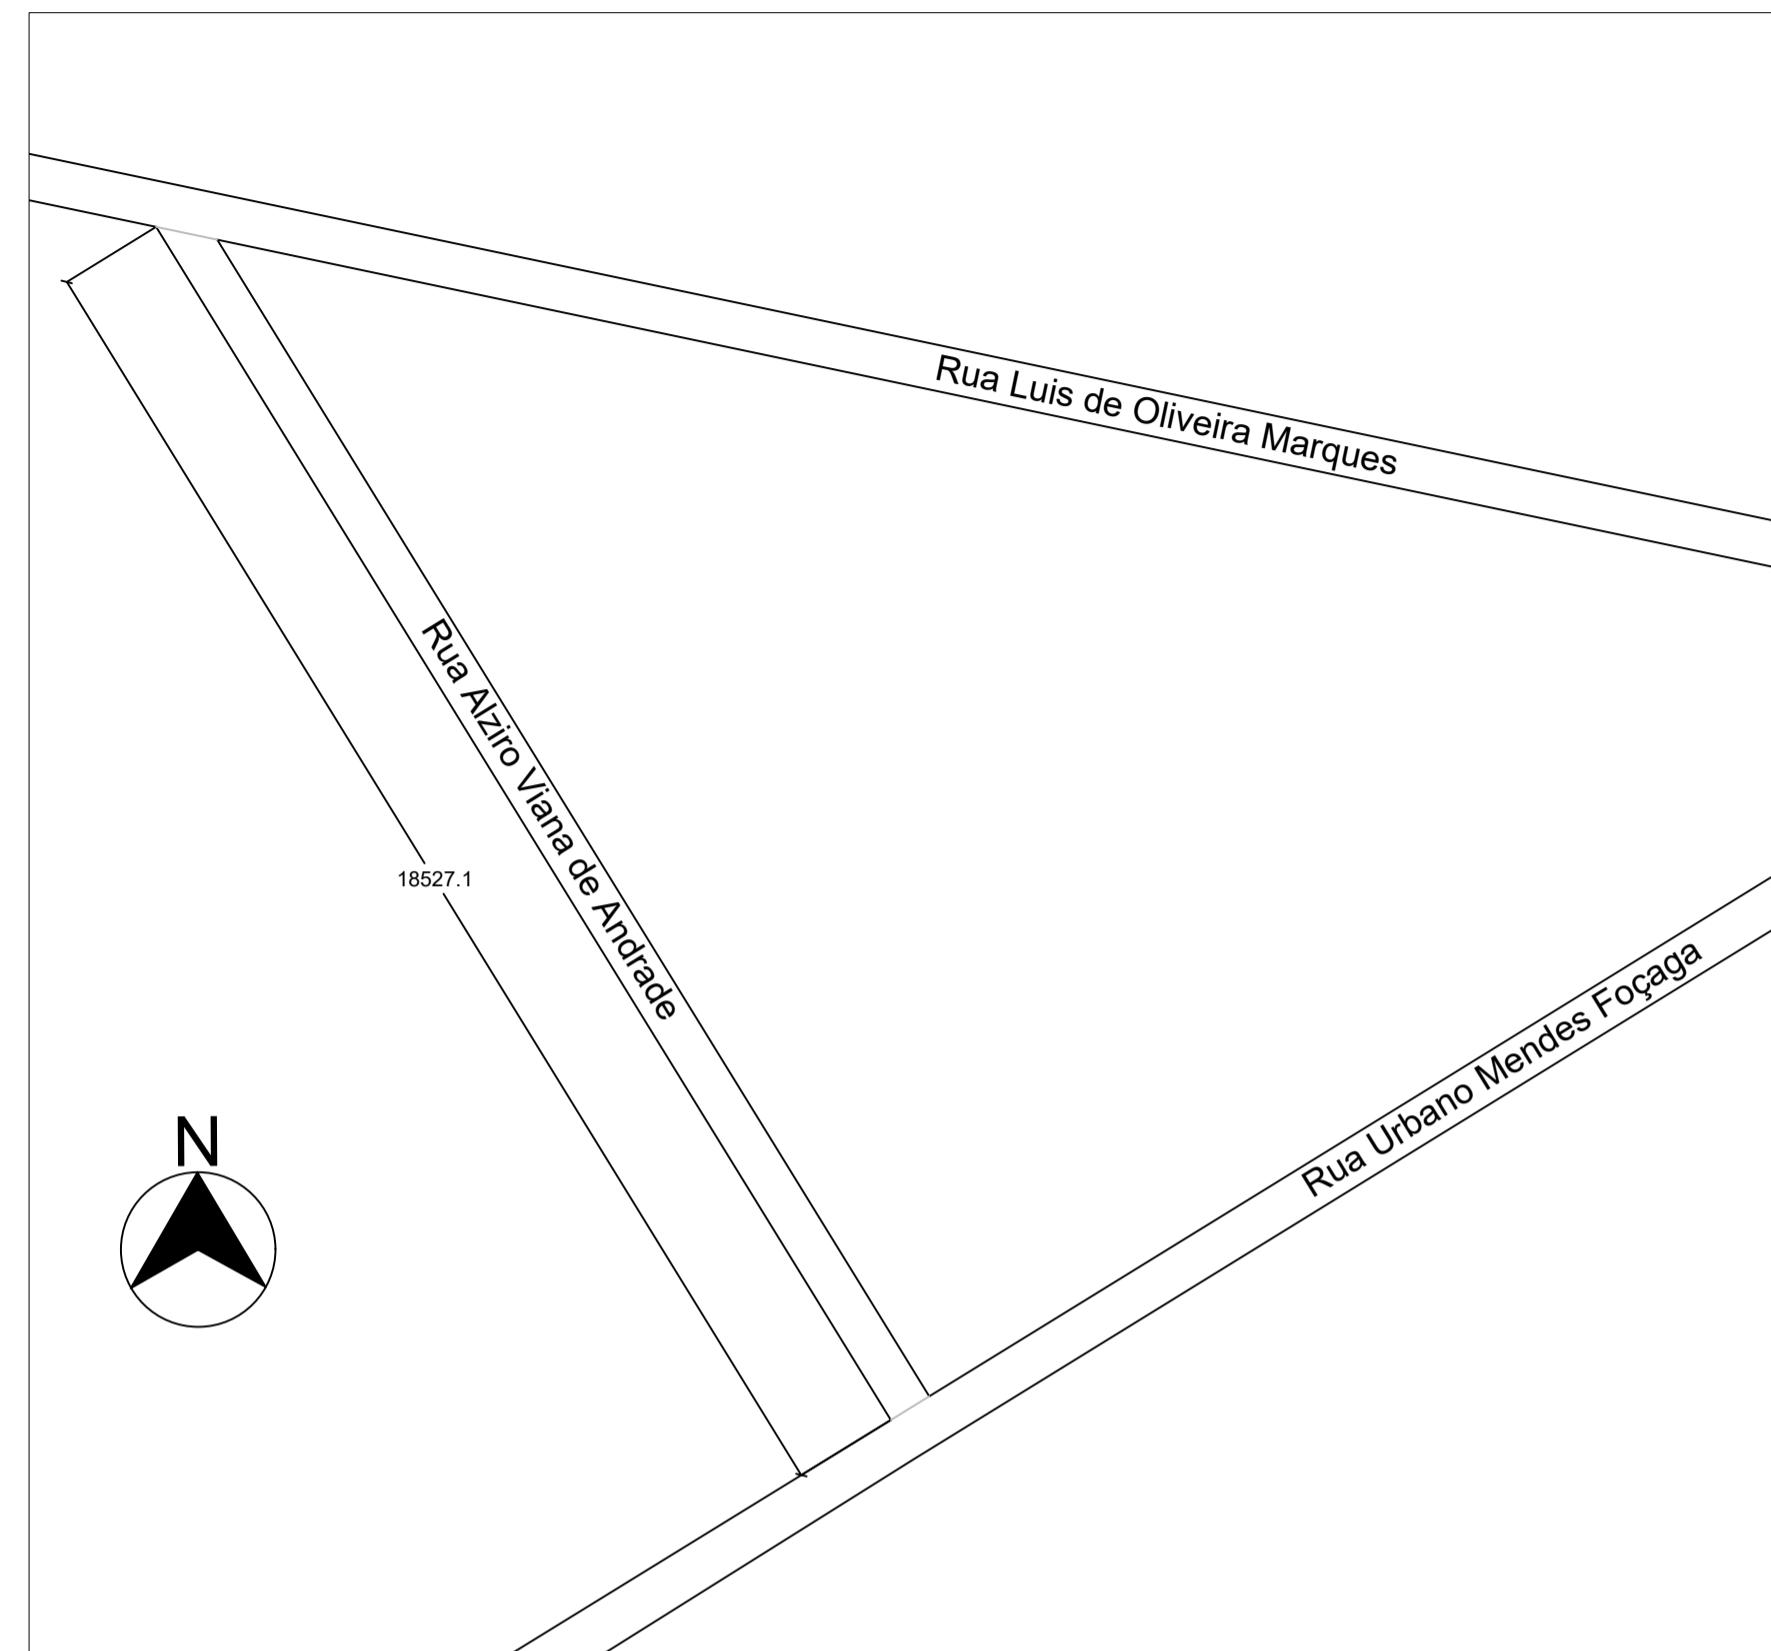 Rua Luis de Oliveira Marques
Rua Alziro Viana de Andrade
18527.1
Rua Urbano Mendes Foçaga
N